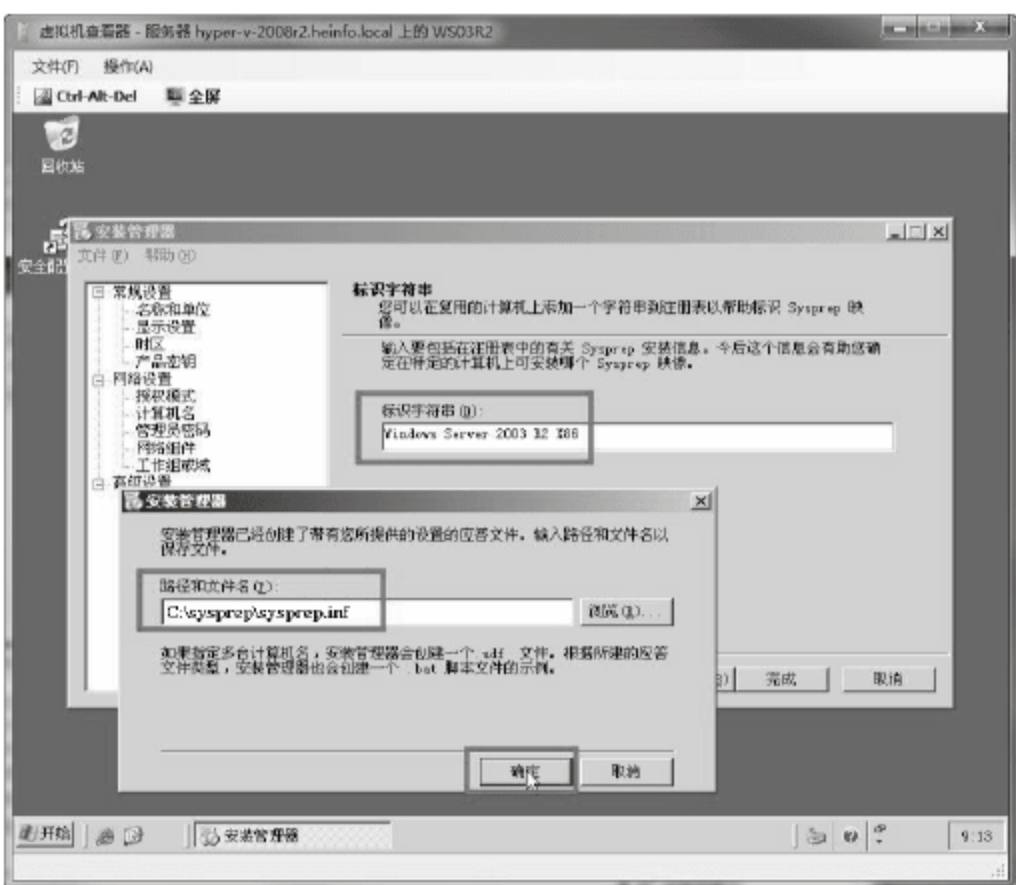 虚拟机查看器 - 服务器 hyper-v-2008r2.heinfo.local 上的 WS03R2
文件(F) 操作(A)
Ctrl-Alt-Del 全屏
回收站
安装管理器
文件(F) 帮助(H)
安全配
常规设置
名称和单位
显示设置
时区
产品密钥
网络设置
授权模式
计算机名
管理员密码
网络组件
工作组或域
高级设置
标识字符串
您可以在复用的计算机上添加一个字符串到注册表以帮助标识 Sysprep 映
像。
输入要包括在注册表中的有关 Sysprep 安装信息。今后这个信息会有助您确
定在特定的计算机上可安装哪个 Sysprep 映像。
标识字符串(D):
Windows Server 2003 R2 X86
安装管理器
安装管理器已经创建了带有您所提供的设置的应答文件。输入路径和文件名以
保存文件。
路径和文件名(P):
C:\sysprep\sysprep.inf
浏览(R)...
如果指定多台计算机名，安装管理器会创建一个 .udf 文件。根据所建的应答
文件类型，安装管理器也会创建一个 .bat 脚本文件的示例。
完成 取消
确定 取消
开始 安装管理器 9:13